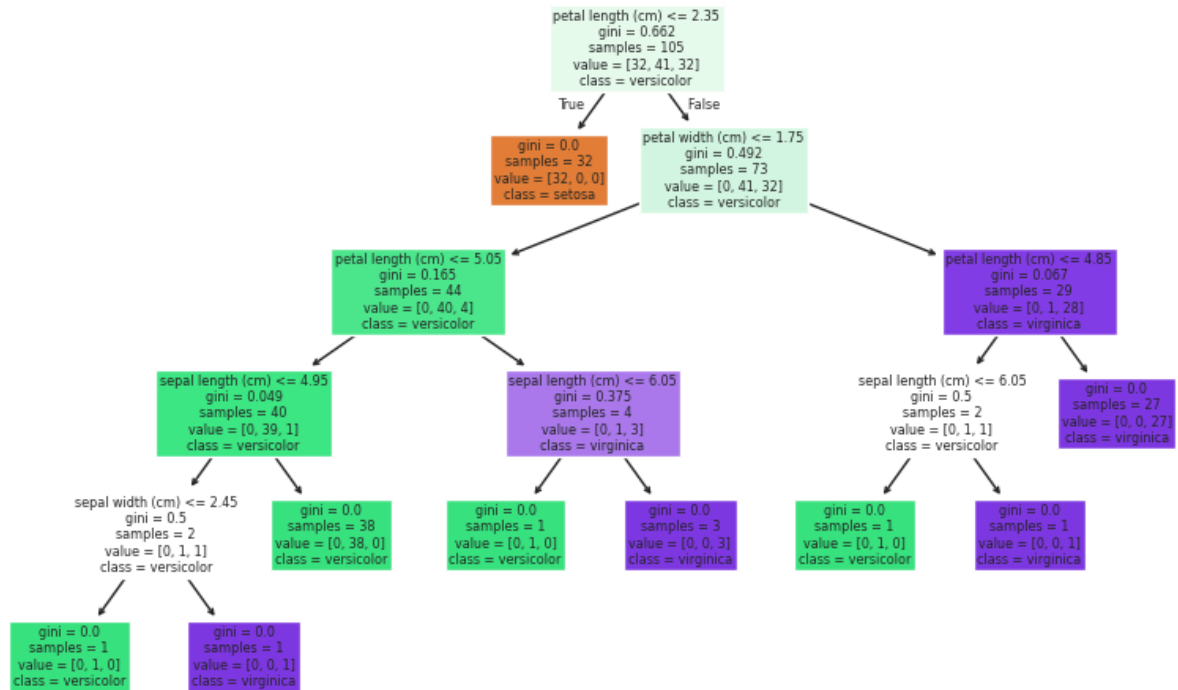 petal length (cm) <= 2.35
gini = 0.662
samples = 105
value = [32, 41, 32]
class = versicolor
True
False
gini = 0.0
samples = 32
value = [32, 0, 0]
class = setosa
petal width (cm) <= 1.75
gini = 0.492
samples = 73
value = [0, 41, 32]
class = versicolor
petal length (cm) <= 5.05
gini = 0.165
samples = 44
value = [0, 40, 4]
class = versicolor
petal length (cm) <= 4.85
gini = 0.067
samples = 29
value = [0, 1, 28]
class = virginica
sepal length (cm) <= 4.95
gini = 0.049
samples = 40
value = [0, 39, 1]
class = versicolor
sepal length (cm) <= 6.05
gini = 0.375
samples = 4
value = [0, 1, 3]
class = virginica
sepal length (cm) <= 6.05
gini = 0.5
samples = 2
value = [0, 1, 1]
class = versicolor
gini = 0.0
samples = 27
value = [0, 0, 27]
class = virginica
sepal width (cm) <= 2.45
gini = 0.5
samples = 2
value = [0, 1, 1]
class = versicolor
gini = 0.0
samples = 38
value = [0, 38, 0]
class = versicolor
gini = 0.0
samples = 1
value = [0, 1, 0]
class = versicolor
gini = 0.0
samples = 3
value = [0, 0, 3]
class = virginica
gini = 0.0
samples = 1
value = [0, 1, 0]
class = versicolor
gini = 0.0
samples = 1
value = [0, 0, 1]
class = virginica
gini = 0.0
samples = 1
value = [0, 1, 0]
class = versicolor
gini = 0.0
samples = 1
value = [0, 0, 1]
class = virginica